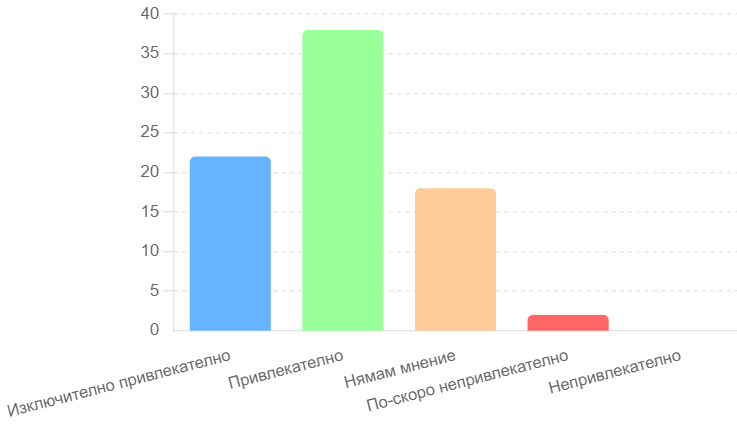 40
35
30
25
20
15
10
5
0
Изключително привлекателно
Привлекателно
Нямам мнение
По-скоро непривлекателно
Непривлекателно